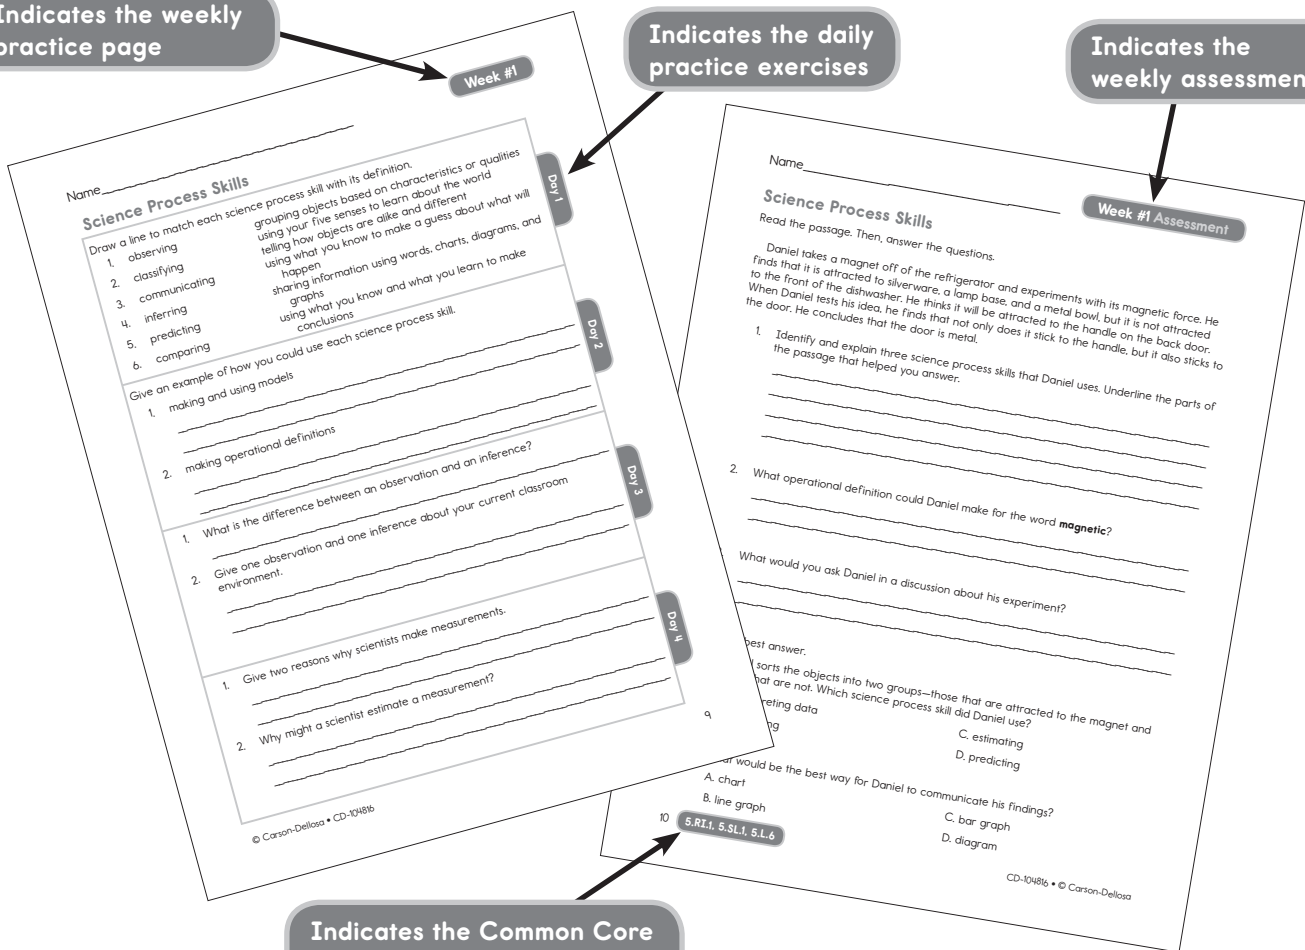 Indicates the weekly
practice page
Indicates the daily
practice exercises
Indicates the
weekly
Week #1
Name
Science Process Skills
Day 1
Draw a line to match each science process skill with its definition.
1. observing
2. classifying
3. communicating
4. inferring
5. predicting
6. comparing
grouping objects based on characteristics or qualities
using your five senses to learn about the world
telling how objects are alike and different
using what you know to make a guess about what will
happen
sharing information using words, charts, diagrams, and
graphs
using what you know and what you learn to make
conclusions
Day 2
Give an example of how you could use each science process skill.
1. making and using models
2. making operational definitions
Day 3
1. What is the difference between an observation and an inference?
2. Give one observation and one inference about your current classroom
environment.
Day 4
1. Give two reasons why scientists make measurements.
2. Why might a scientist estimate a measurement?
© Carson-Dellosa • CD-104816
9
Name
Week #1 Assessment
Science Process Skills
Read the passage. Then, answer the questions.
Daniel takes a magnet off of the refrigerator and experiments with its magnetic force. He
finds that it is attracted to silverware, a lamp base, and a metal bowl, but it is not attracted
to the front of the dishwasher. He thinks it will be attracted to the handle on the back door.
When Daniel tests his idea, he finds that not only does it stick to the handle, but it also sticks to
the door. He concludes that the door is metal.
1. Identify and explain three science process skills that Daniel uses. Underline the parts of
the passage that helped you answer.
2. What operational definition could Daniel make for the word magnetic?
What would you ask Daniel in a discussion about his experiment?
best answer.
sorts the objects into two groups—those that are attracted to the magnet and
that are not. Which science process skill did Daniel use?
data
C. estimating
D. predicting
would be the best way for Daniel to communicate his findings?
A. chart
B. line graph
C. bar graph
D. diagram
10 5.RI.1, 5.SL.1, 5.L.6
CD-104816 • © Carson-Dellosa
Indicates the Common Core